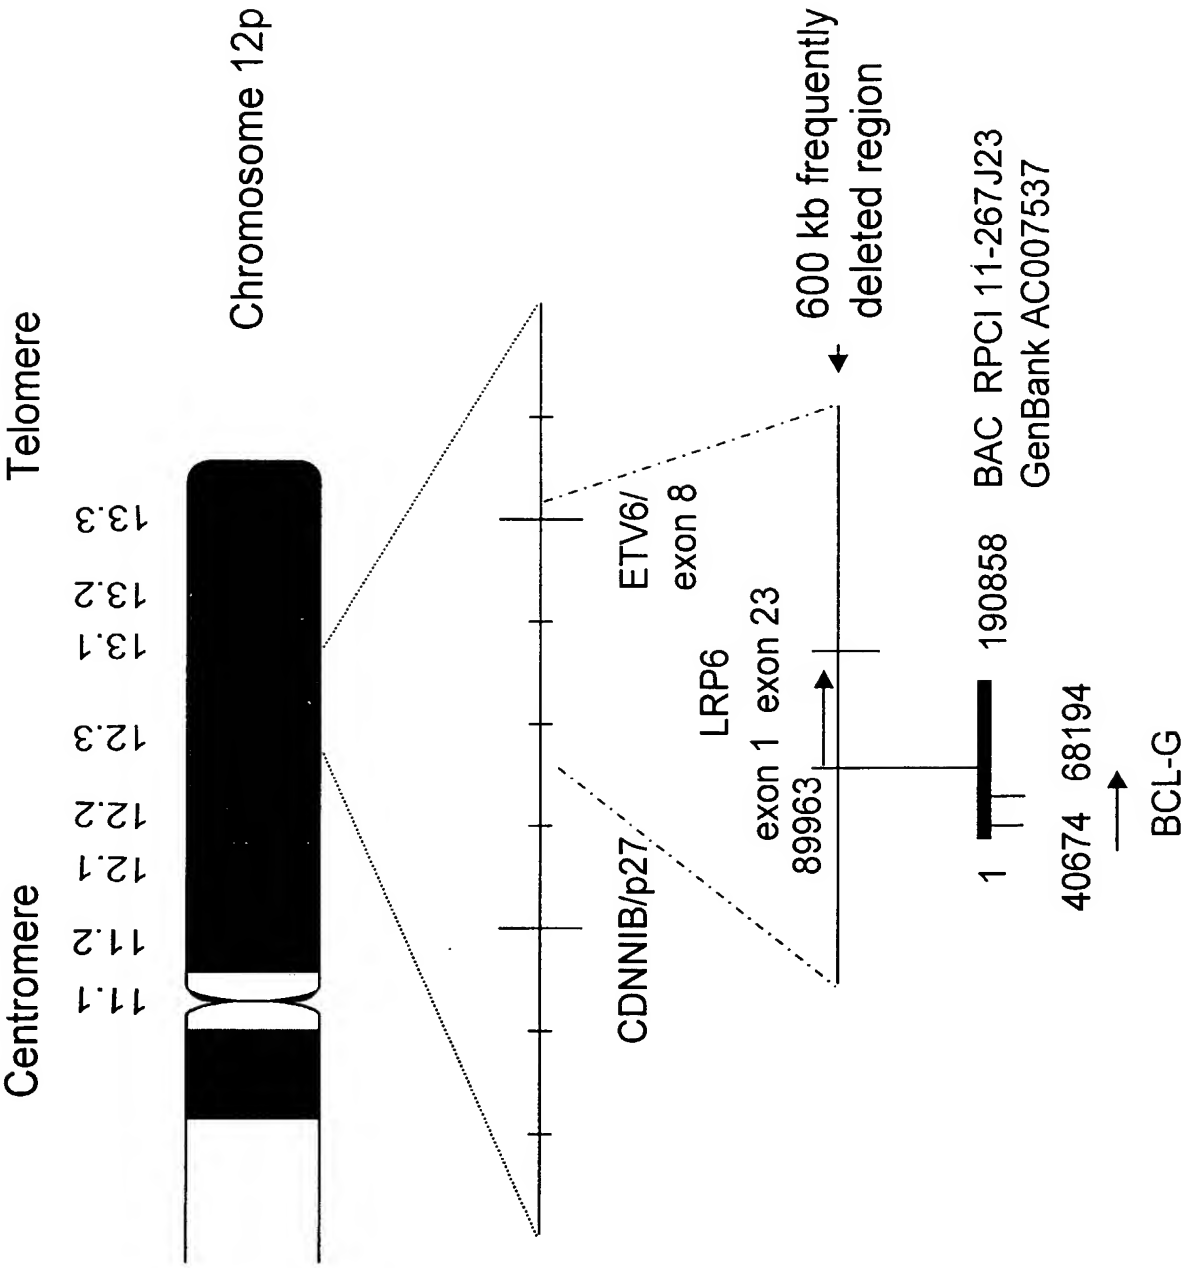 Centromere
Telomere
11.1
11.2
12.1
12.2
12.3
13.1
13.2
13.3
Chromosome 12p
CDNNIB/p27
ETV6/
exon 8
600 kb frequently
deleted region
LRP6
exon 1 exon 23
89963
1
190858
BAC RPCI 11-267J23
GenBank AC007537
40674 68194
BCL-G